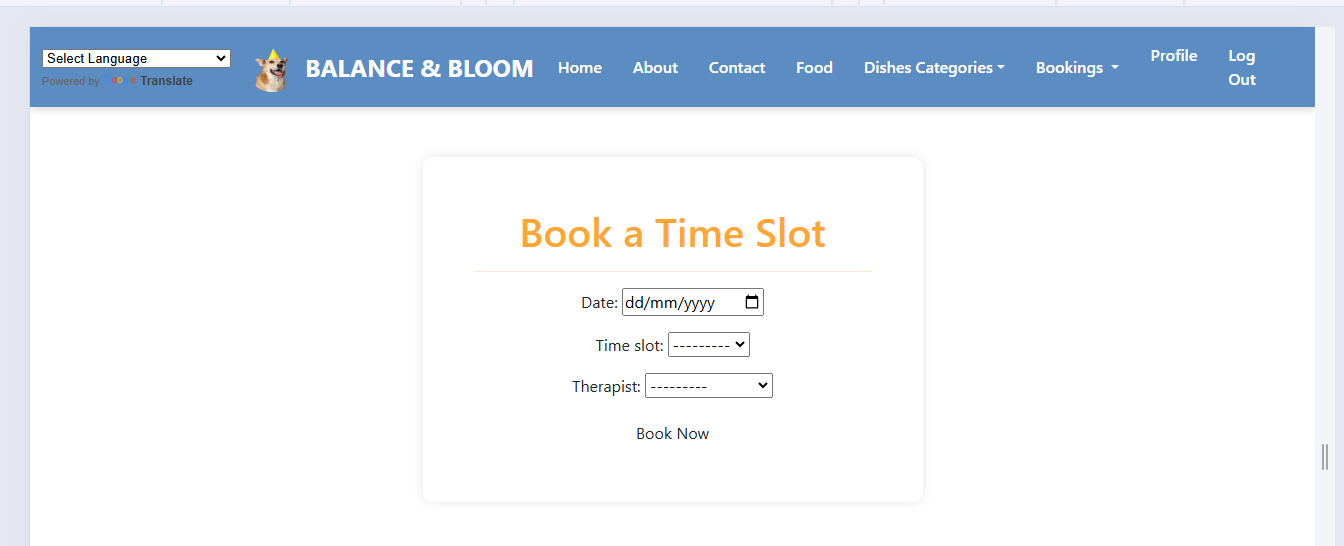 Select Language
Powered by Google Translate
BALANCE & BLOOM
Home
About
Contact
Food
Dishes Categories
Bookings
Profile
Log
Out
Book a Time Slot
Date: dd/mm/yyyy
Time slot: ---------
Therapist: ---------
Book Now